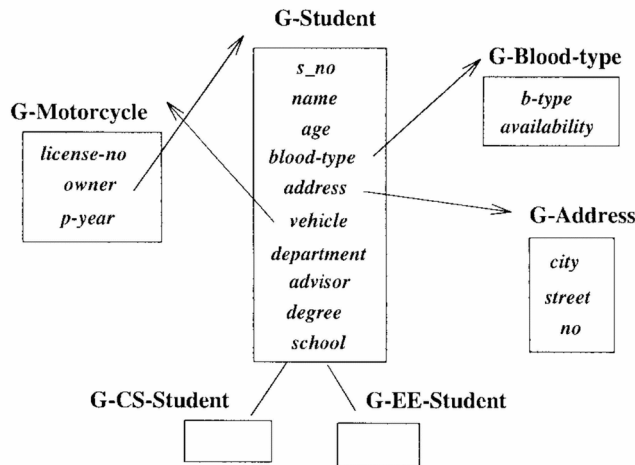 G-Student
s_no
name
age
blood-type
address
vehicle
department
advisor
degree
school
G-Motorcycle
license-no
owner
p-year
G-Blood-type
b-type
availability
G-Address
city
street
no
G-CS-Student
G-EE-Student